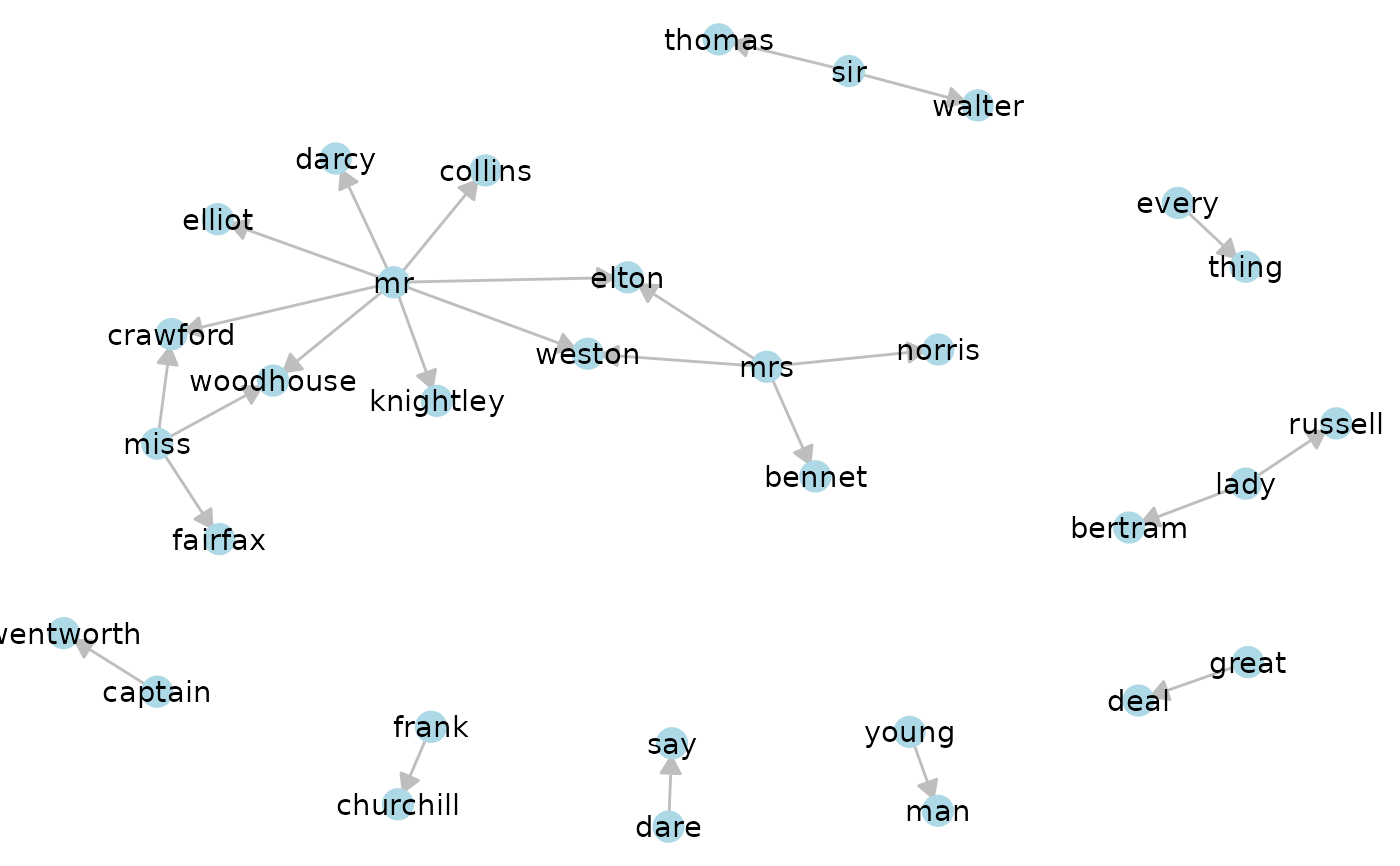 thomas
sir
walter
darcy
collins
elliot
every
thing
mr
elton
crawford
woodhouse
knightley
weston
mrs
norris
miss
bennet
russell
lady
bertram
fairfax
wentworth
captain
great
deal
frank
churchill
say
dare
young
man